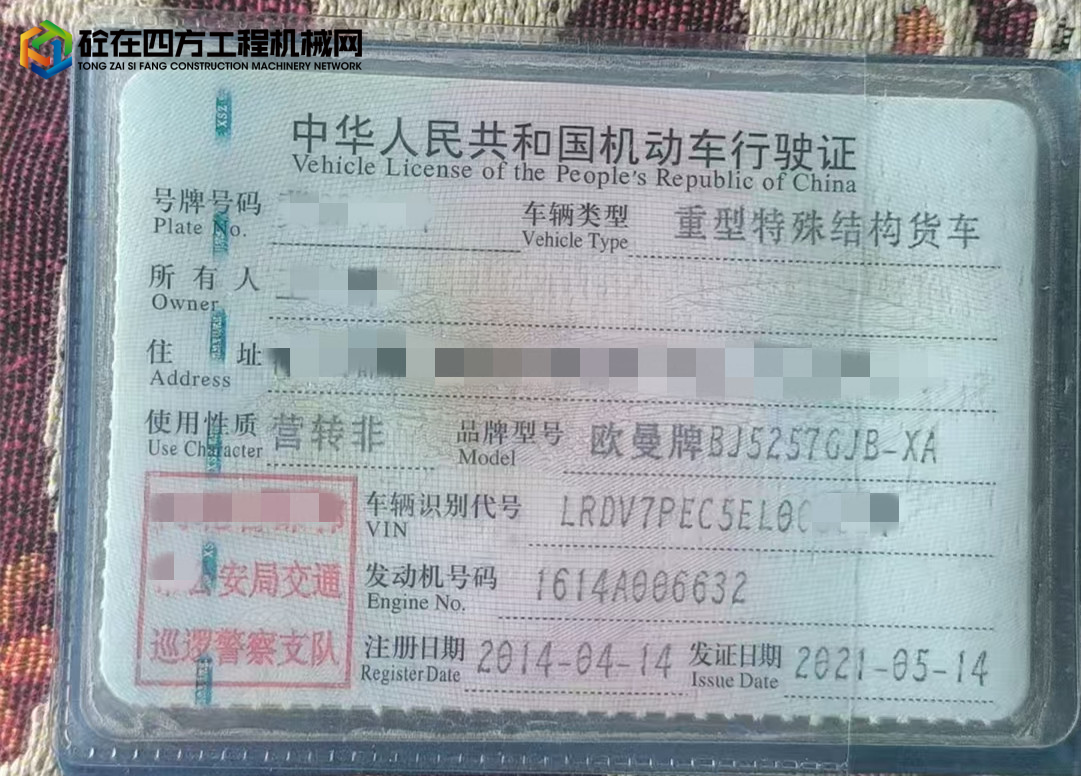 砼在四方工程机械网
TONG ZAI SI FANG CONSTRUCTION MACHINERY NETWORK
中华人民共和国机动车行驶证
Vehicle License of the People's Republic of China
号牌号码
Plate No.
车辆类型 重型特殊结构货车
Vehicle Type
所有人
Owner
住址
Address
使用性质 营转非
Use Character
品牌型号 欧曼牌BJ5257GJB-XA
Model
车辆识别代号 LRDV7PEC5EL0
VIN
公安局交通
巡逻警察支队
发动机号码 1614A006632
Engine No.
注册日期 2014-04-14
Register Date
发证日期 2021-05-14
Issue Date